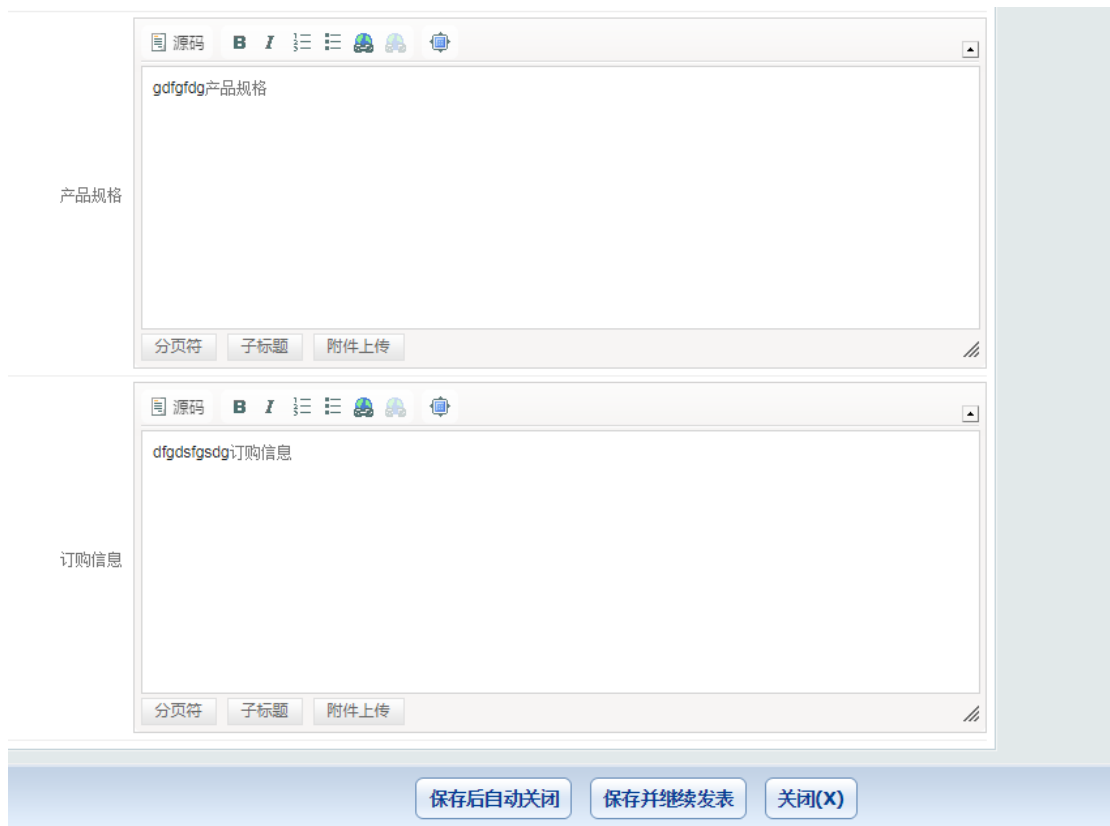 源码
gdfgfdg产品规格
产品规格
分页符 子标题 附件上传
源码
dfgdsfgsdg订购信息
订购信息
分页符 子标题 附件上传
保存后自动关闭 保存并继续发表 关闭(X)